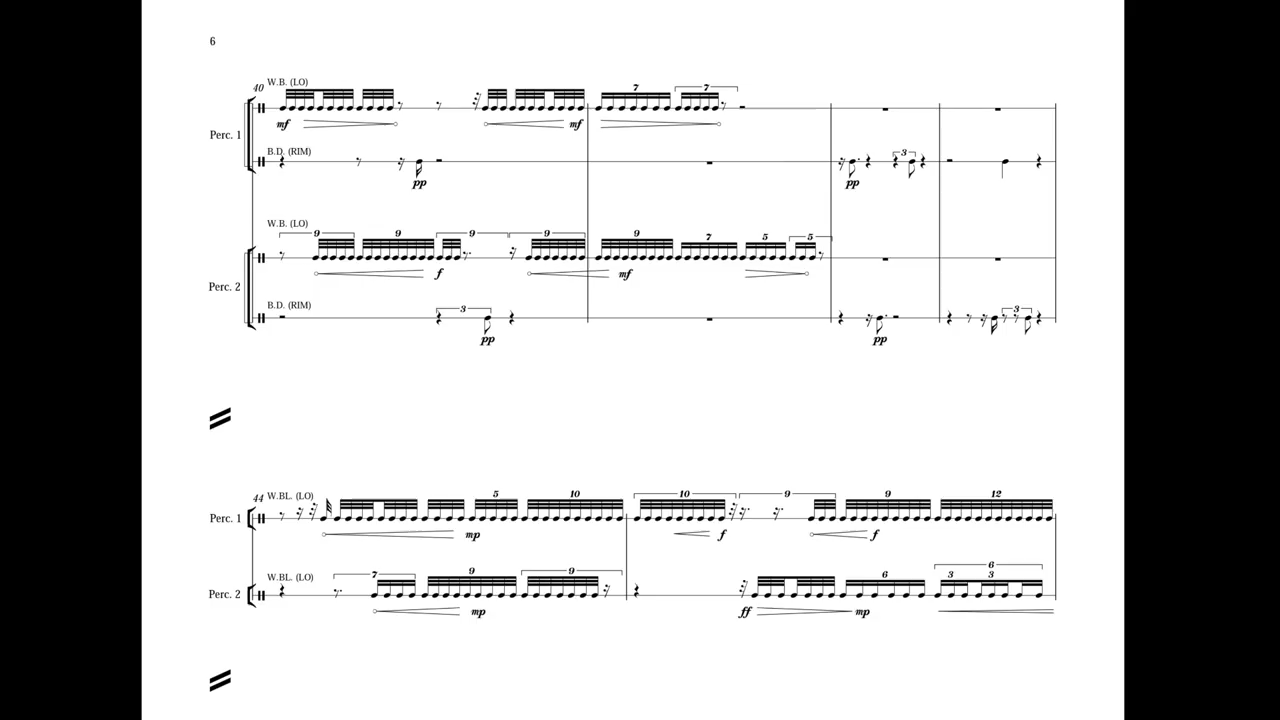 6
40
W.B. (LO)
7 7
mf mf
Perc. 1
B.D. (RIM)
3
pp pp
W.B. (LO)
9 9 9 9 9 7 5 5
f mf
Perc. 2
B.D. (RIM)
3 3
pp pp
44
W.BL. (LO)
5 10 10 9 9 12
Perc. 1
mp f f
W.BL. (LO)
7 9 9 6 6
3 3
Perc. 2
mp ff mp